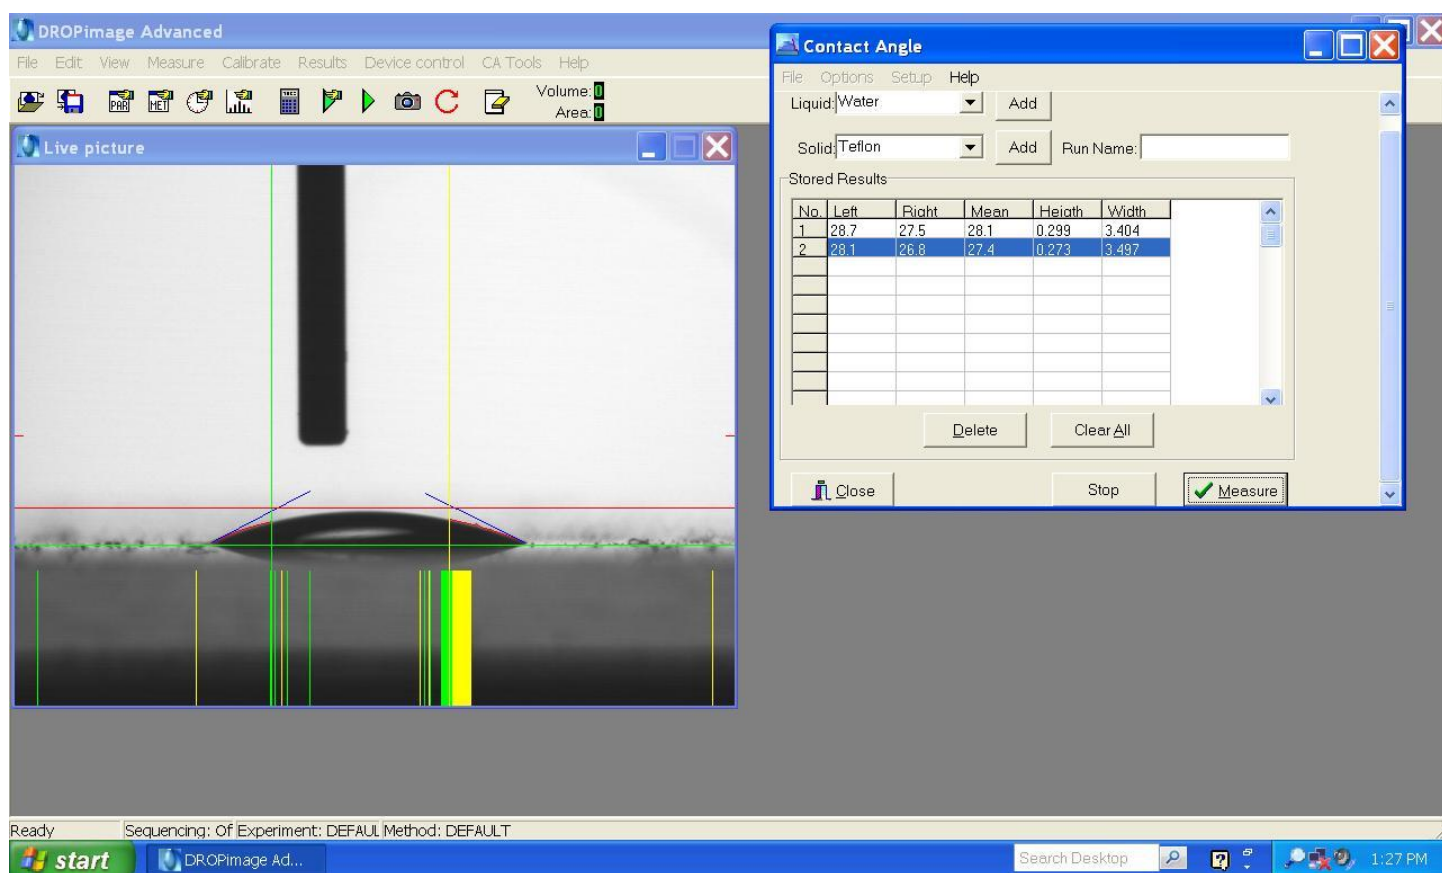 DROPimage Advanced
File Edit View Measure Calibrate Results Device control CA Tools Help
PAR MET Volume: 0
Area: 0
Live picture
Contact Angle
File Options Setup Help
Liquid: Water Add
Solid: Teflon Add Run Name:
Stored Results
No. Left Right Mean Heigth Width
1 28.7 27.5 28.1 0.299 3.404
2 28.1 26.8 27.4 0.273 3.497
Delete Clear All
Close Stop Measure
Ready Sequencing: Of Experiment: DEFAUL Method: DEFAULT
start DROPimage Ad... Search Desktop 1:27 PM